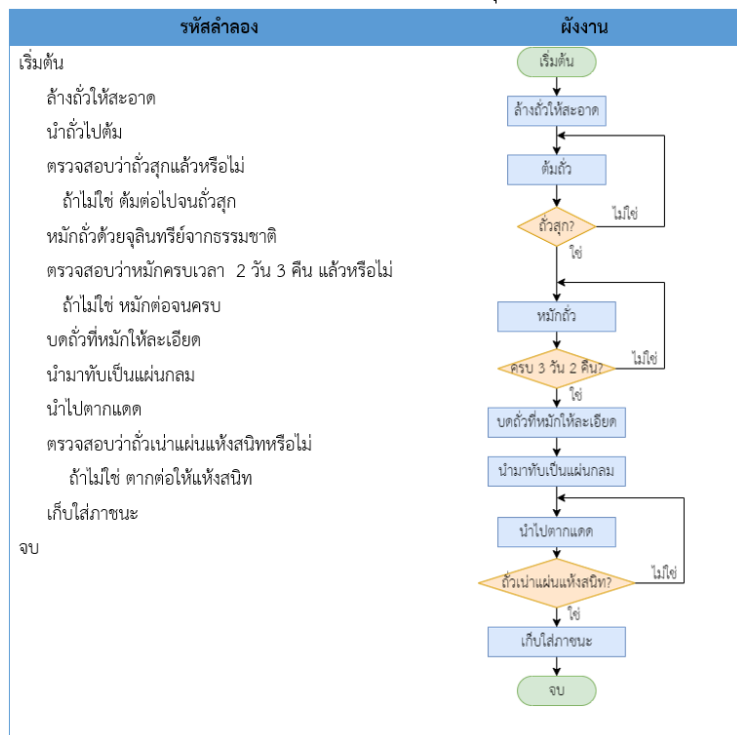 รหัสลำลอง
ผังงาน
เริ่มต้น
ล้างถั่วให้สะอาด
นำถั่วไปต้ม
ตรวจสอบว่าถั่วสุกแล้วหรือไม่
ถ้าไม่ใช่ ต้มต่อไปจนถั่วสุก
หมักถั่วด้วยจุลินทรีย์จากธรรมชาติ
ตรวจสอบว่าหมักครบเวลา 2 วัน 3 คืน แล้วหรือไม่
ถ้าไม่ใช่ หมักต่อจนครบ
บดถั่วที่หมักให้ละเอียด
นำมาทับเป็นแผ่นกลม
นำไปตากแดด
ตรวจสอบว่าถั่วเน่าแผ่นแห้งสนิทหรือไม่
ถ้าไม่ใช่ ตากต่อให้แห้งสนิท
เก็บใส่ภาชนะ
จบ
เริ่มต้น
ล้างถั่วให้สะอาด
ต้มถั่ว
ถั่วสุก?
ไม่ใช่
ใช่
หมักถั่ว
ครบ 3 วัน 2 คืน?
ไม่ใช่
ใช่
บดถั่วที่หมักให้ละเอียด
นำมาทับเป็นแผ่นกลม
นำไปตากแดด
ถั่วเน่าแผ่นแห้งสนิท?
ไม่ใช่
ใช่
เก็บใส่ภาชนะ
จบ